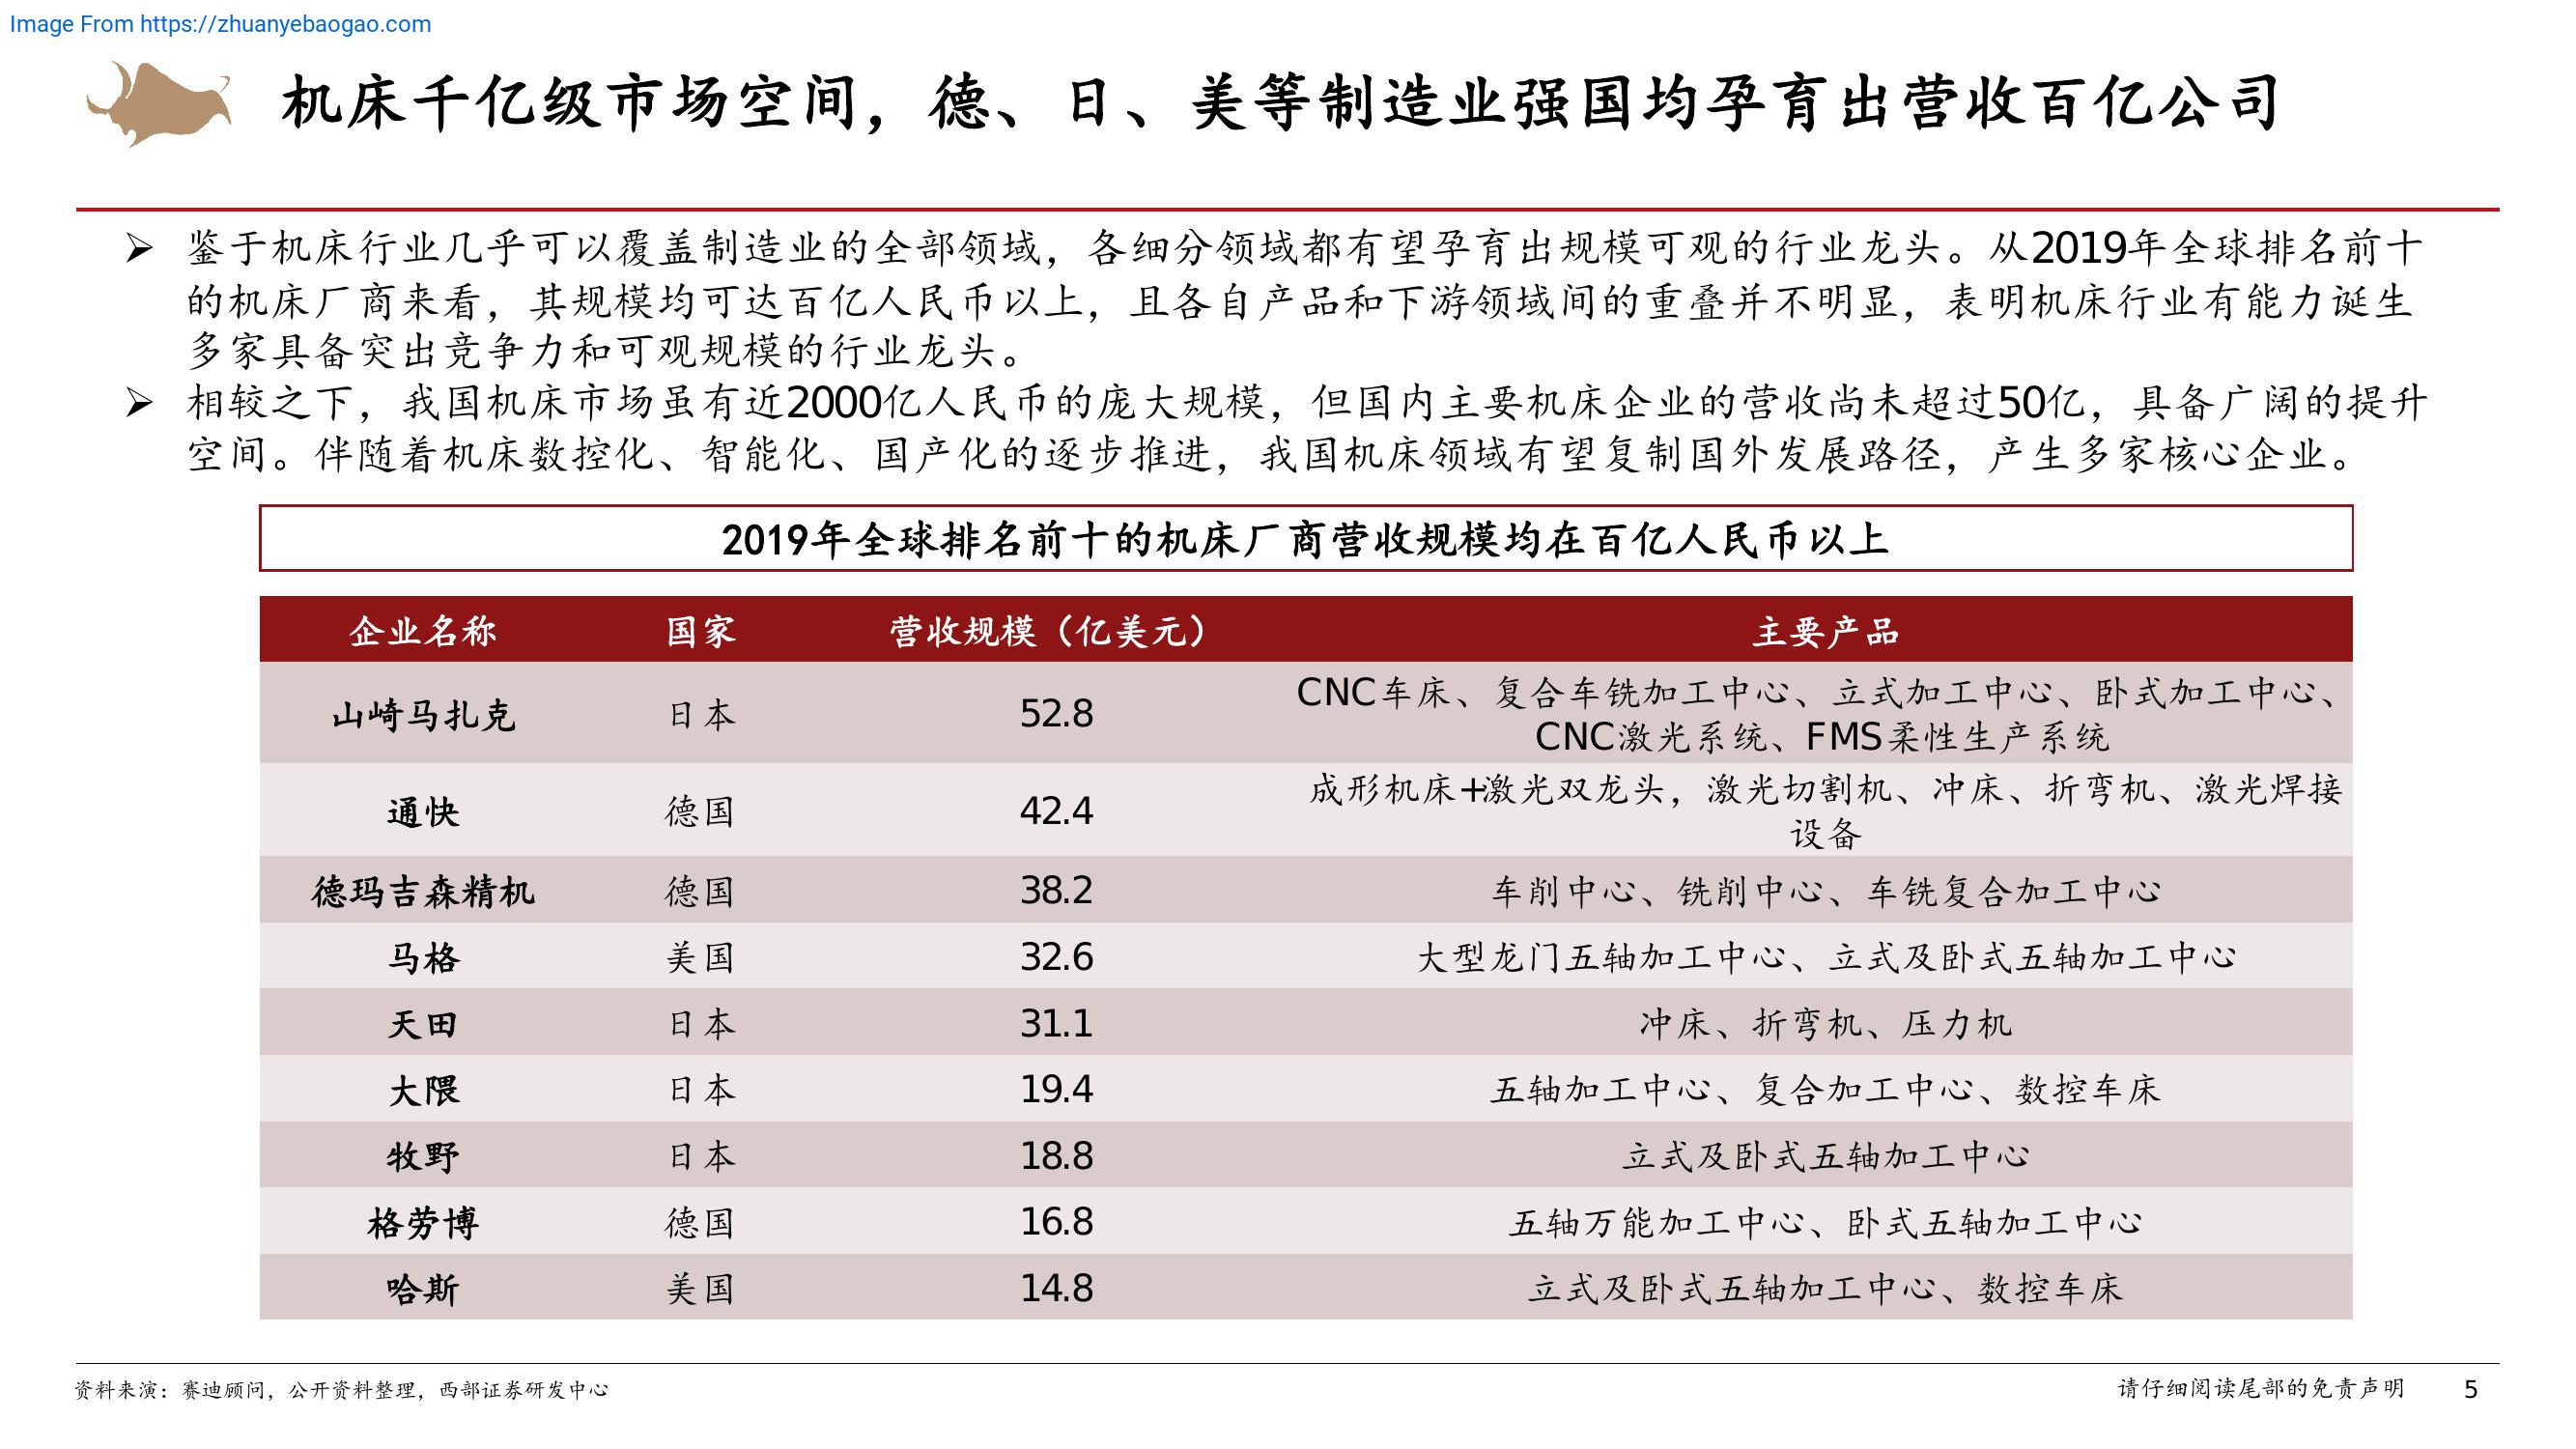 Image From https://zhuanyebaogao.com
机床千亿级市场空间，德、日、美等制造业强国均孕育出营收百亿公司
➢ 鉴于机床行业几乎可以覆盖制造业的全部领域，各细分领域都有望孕育出规模可观的行业龙头。从2019年全球排名前十
的机床厂商来看，其规模均可达百亿人民币以上，且各自产品和下游领域间的重叠并不明显，表明机床行业有能力诞生
多家具备突出竞争力和可观规模的行业龙头。
➢ 相较之下，我国机床市场虽有近2000亿人民币的庞大规模，但国内主要机床企业的营收尚未超过50亿，具备广阔的提升
空间。伴随着机床数控化、智能化、国产化的逐步推进，我国机床领域有望复制国外发展路径，产生多家核心企业。
2019年全球排名前十的机床厂商营收规模均在百亿人民币以上
企业名称 国家 营收规模（亿美元） 主要产品
山崎马扎克 日本 52.8 CNC车床、复合车铣加工中心、立式加工中心、卧式加工中心、
CNC激光系统、FMS柔性生产系统
通快 德国 42.4 成形机床+激光双龙头，激光切割机、冲床、折弯机、激光焊接
设备
德玛吉森精机 德国 38.2 车削中心、铣削中心、车铣复合加工中心
马格 美国 32.6 大型龙门五轴加工中心、立式及卧式五轴加工中心
天田 日本 31.1 冲床、折弯机、压力机
大隈 日本 19.4 五轴加工中心、复合加工中心、数控车床
牧野 日本 18.8 立式及卧式五轴加工中心
格劳博 德国 16.8 五轴万能加工中心、卧式五轴加工中心
哈斯 美国 14.8 立式及卧式五轴加工中心、数控车床
资料来演：赛迪顾问，公开资料整理，西部证券研发中心
请仔细阅读尾部的免责声明 5